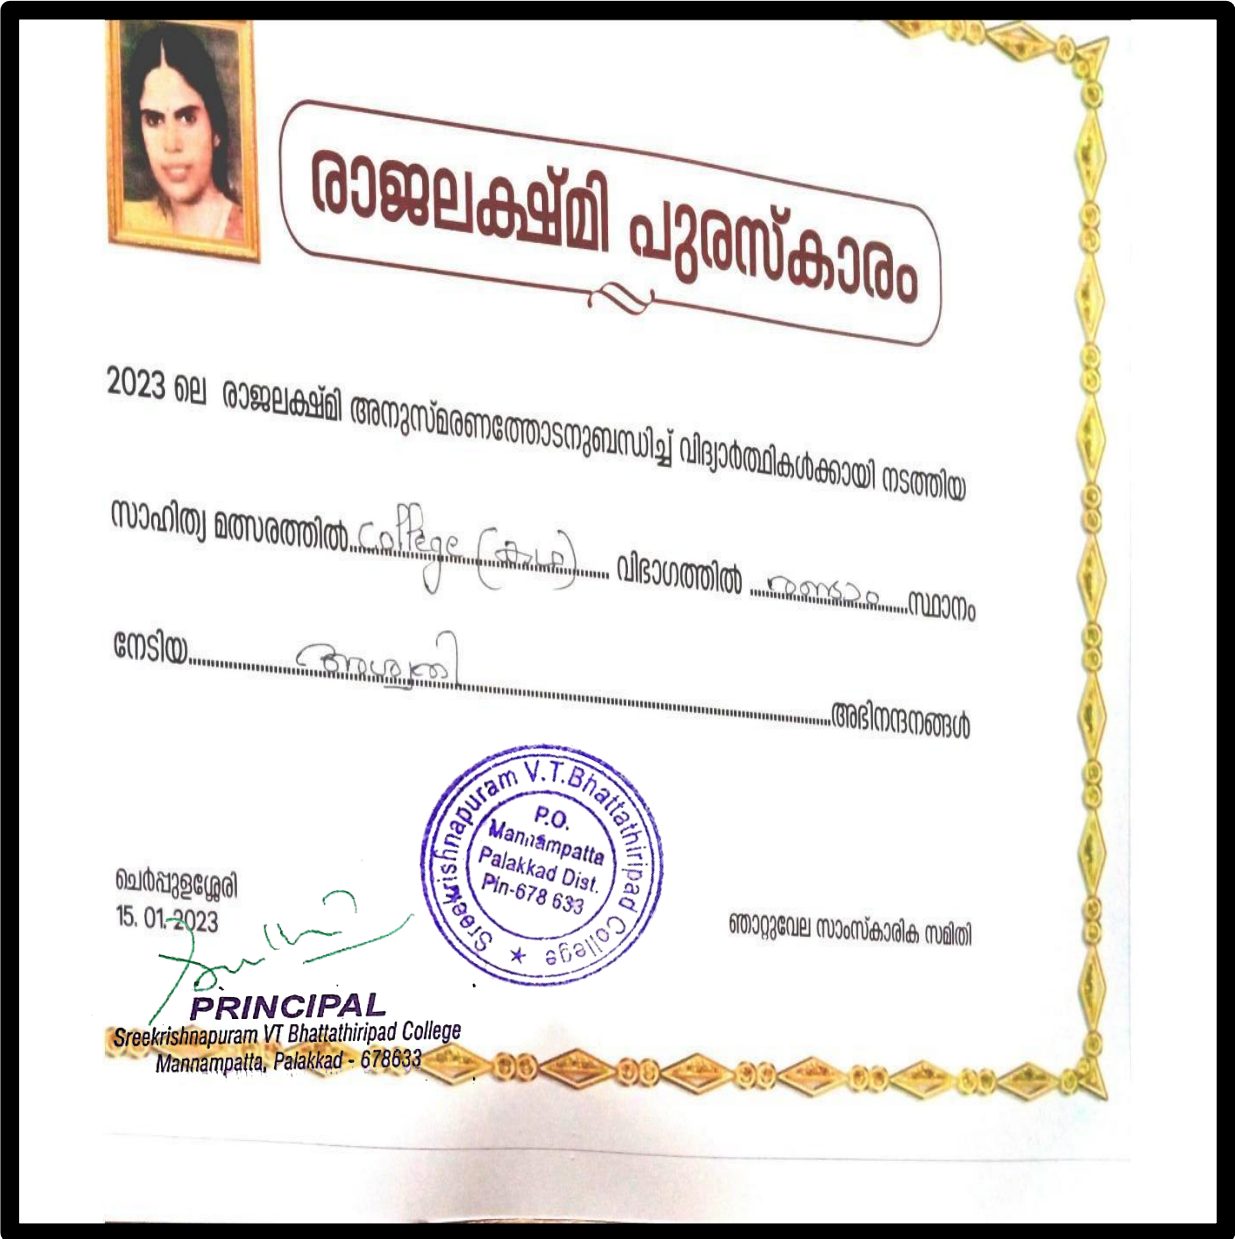 രാജലക്ഷ്മി പുരസ്കാരം
2023 ലെ രാജലക്ഷ്മി അനുസ്മരണത്തോടനുബന്ധിച്ച് വിദ്യാർത്ഥികൾക്കായി നടത്തിയ
സാഹിത്യ മത്സരത്തിൽ College (കഥ) വിഭാഗത്തിൽ രണ്ടാം സ്ഥാനം
നേടിയ അശ്വതി അഭിനന്ദനങ്ങൾ
Sreekrishnapuram V.T.Bhattathiripad College
P.O.
Mannampatta
Palakkad Dist.
Pin-678 633
ചെർപ്പുളശ്ശേരി
15. 01.-2023
ഞാറ്റുവേല സാംസ്കാരിക സമിതി
PRINCIPAL
Sreekrishnapuram VT Bhattathiripad College
Mannampatta, Palakkad - 678633